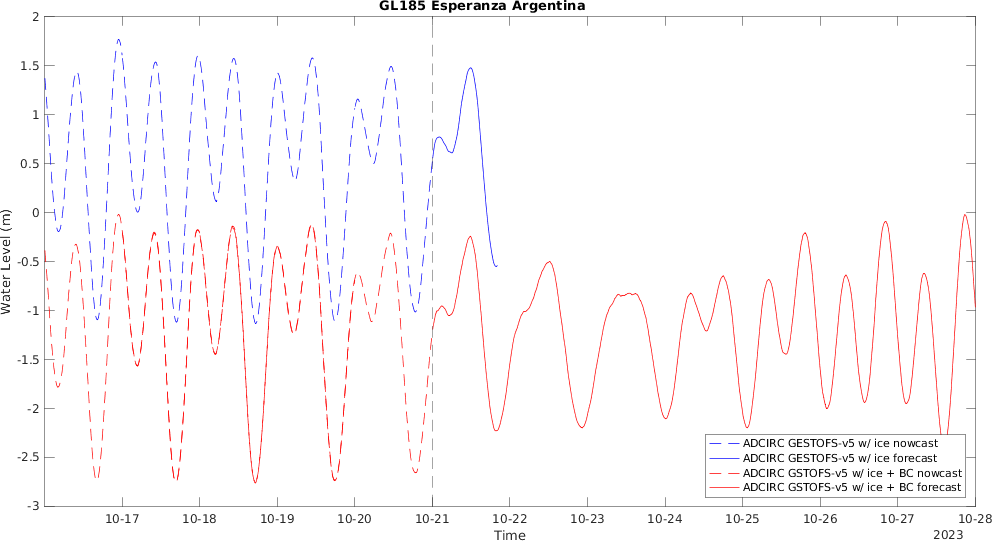 GL185 Esperanza Argentina
2
1.5
1
0.5
0
-0.5
-1
-1.5
-2
-2.5
-3
Water Level (m)
ADCIRC GESTOFS-v5 w/ ice nowcast
ADCIRC GESTOFS-v5 w/ ice forecast
ADCIRC GSTOFS-v5 w/ ice + BC nowcast
ADCIRC GSTOFS-v5 w/ ice + BC forecast
10-17 10-18 10-19 10-20 10-21 10-22 10-23 10-24 10-25 10-26 10-27 10-28
Time
2023